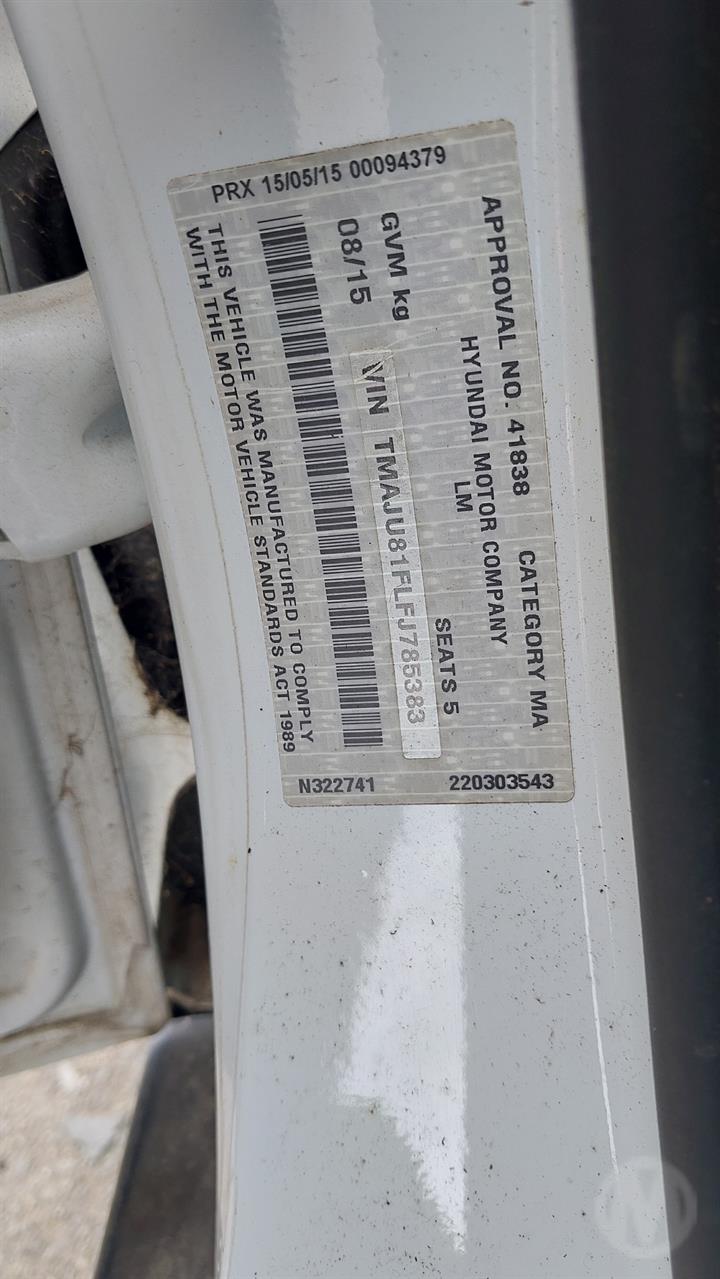 APPROVAL NO. 41838 CATEGORY MA
HYUNDAI MOTOR COMPANY
LM
GVM kg SEATS 5
08/15 VIN TMAJU81FLFJ785383
THIS VEHICLE WAS MANUFACTURED TO COMPLY
WITH THE MOTOR VEHICLE STANDARDS ACT 1989
PRX 15/05/15 00094379
N322741 220303543
M